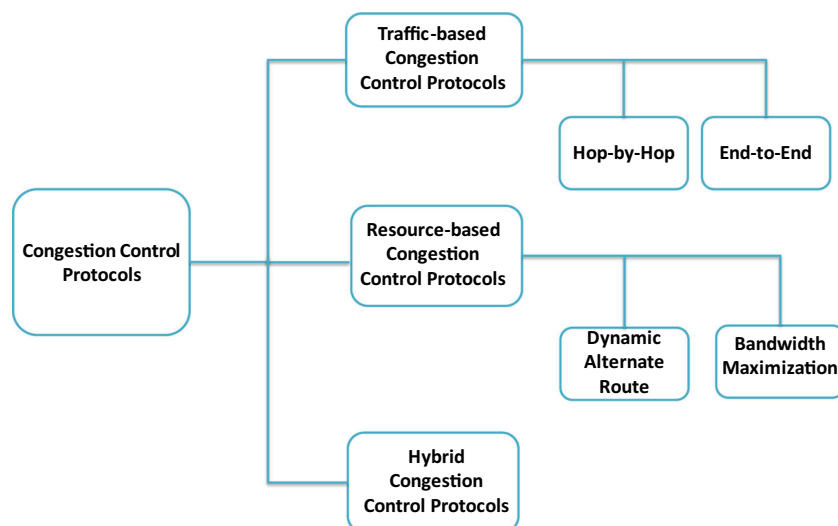 Traffic-based
Congestion
Control Protocols
Hop-by-Hop
End-to-End
Congestion Control
Protocols
Resource-based
Congestion
Control Protocols
Dynamic
Alternate
Route
Bandwidth
Maximization
Hybrid
Congestion
Control Protocols